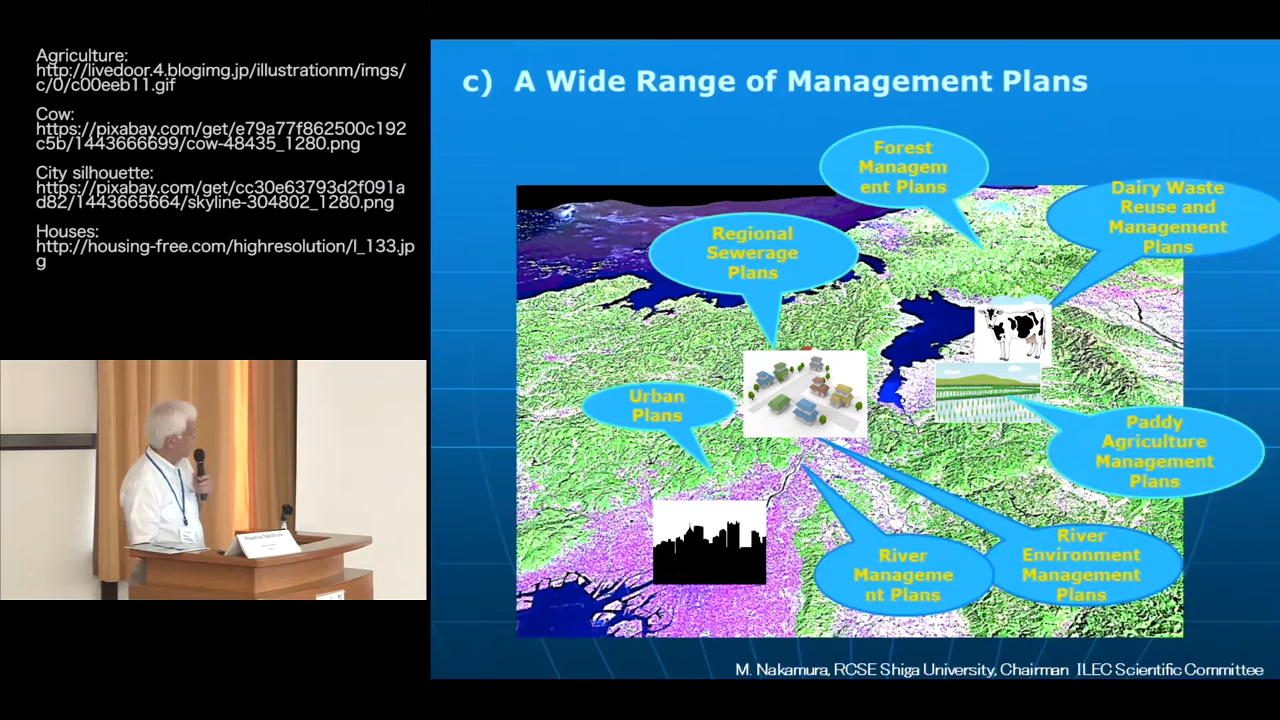 Agriculture:
http://livedoor.4.blogimg.jp/illustrationm/imgs/
c/0/c00eeb11.gif
Cow:
https://pixabay.com/get/e79a77f862500c192
c5b/1443666699/cow-48435_1280.png
City silhouette:
https://pixabay.com/get/cc30e63793d2f091a
d82/1443665664/skyline-304802_1280.png
Houses:
http://housing-free.com/highresolution/l_133.jp
g
c) A Wide Range of Management Plans
Forest
Managem
ent Plans
Dairy Waste
Reuse and
Management
Plans
Regional
Sewerage
Plans
Urban
Plans
Paddy
Agriculture
Management
Plans
River
Manageme
nt Plans
River
Environment
Management
Plans
M. Nakamura, RCSE Shiga University, Chairman ILEC Scientific Committee